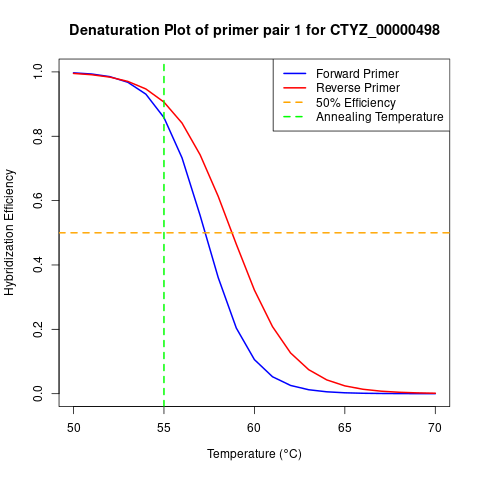 Denaturation Plot of primer pair 1 for CTYZ_00000498
Forward Primer
Reverse Primer
50% Efficiency
Annealing Temperature
Hybridization Efficiency
1.0
0.8
0.6
0.4
0.2
0.0
50
55
60
65
70
Temperature (°C)